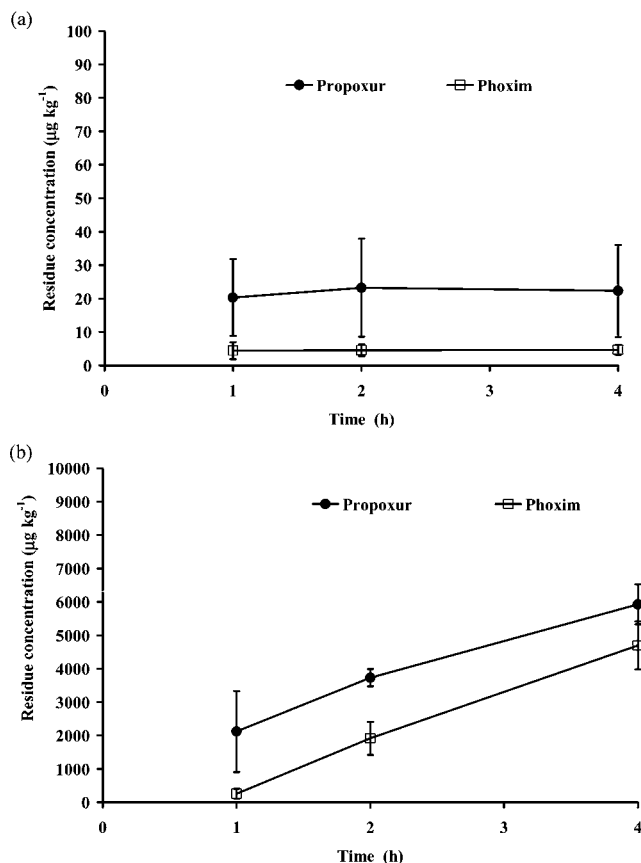 (a)
Propoxur
Phoxim
Residue concentration (µg kg⁻¹)
100
90
80
70
60
50
40
30
20
10
0
0 1 2 3 4
Time (h)
(b)
Propoxur
Phoxim
Residue concentration (µg kg⁻¹)
10000
9000
8000
7000
6000
5000
4000
3000
2000
1000
0
0 1 2 3 4
Time (h)